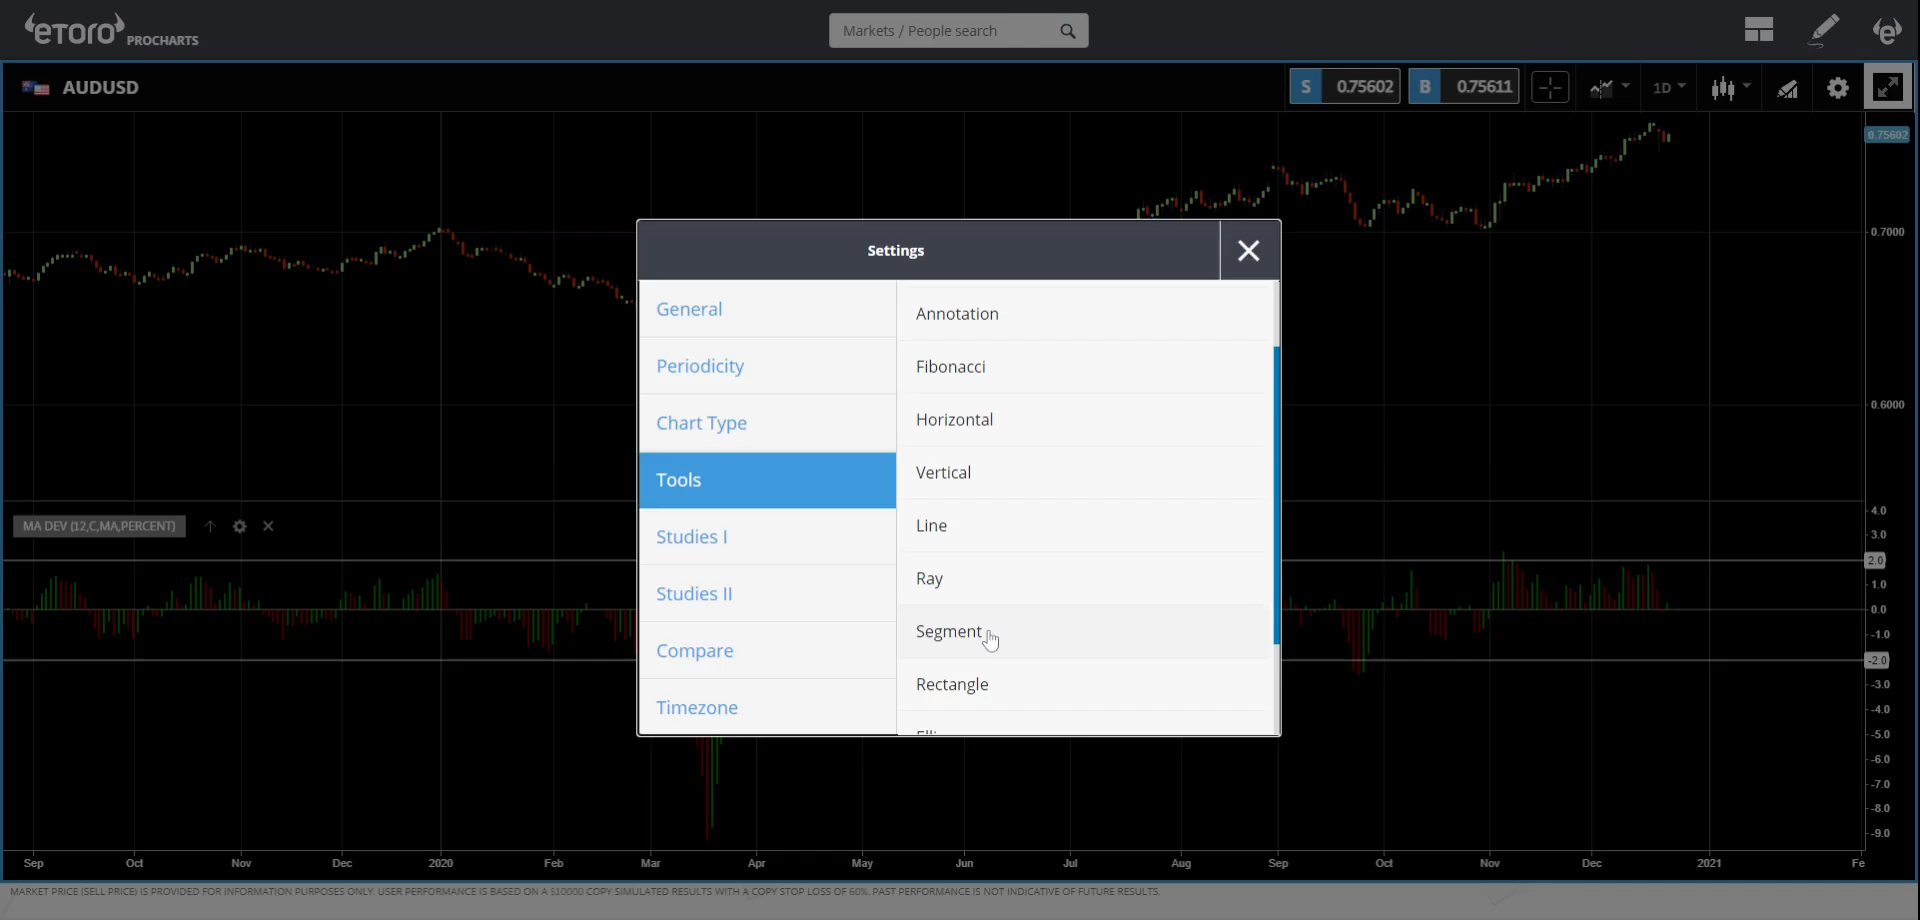 eTORO PROCHARTS
Markets / People search
AUDUSD
S 0.75602 B 0.75611 1D
0.75602
Settings
General
Periodicity
Chart Type
Tools
Studies I
Studies II
Compare
Timezone
Annotation
Fibonacci
Horizontal
Vertical
Line
Ray
Segment
Rectangle
0.7000
0.6000
MA DEV (12,C,MA,PERCENT)
4.0
3.0
2.0
1.0
0.0
-1.0
-2.0
-3.0
-4.0
-5.0
-6.0
-7.0
-8.0
-9.0
Sep Oct Nov Dec 2020 Feb Mar Apr May Jun Jul Aug Sep Oct Nov Dec 2021 Fe
MARKET PRICE (SELL PRICE) IS PROVIDED FOR INFORMATION PURPOSES ONLY. USER PERFORMANCE IS BASED ON A $10000 COPY SIMULATED RESULTS WITH A COPY STOP LOSS OF 60%. PAST PERFORMANCE IS NOT INDICATIVE OF FUTURE RESULTS.